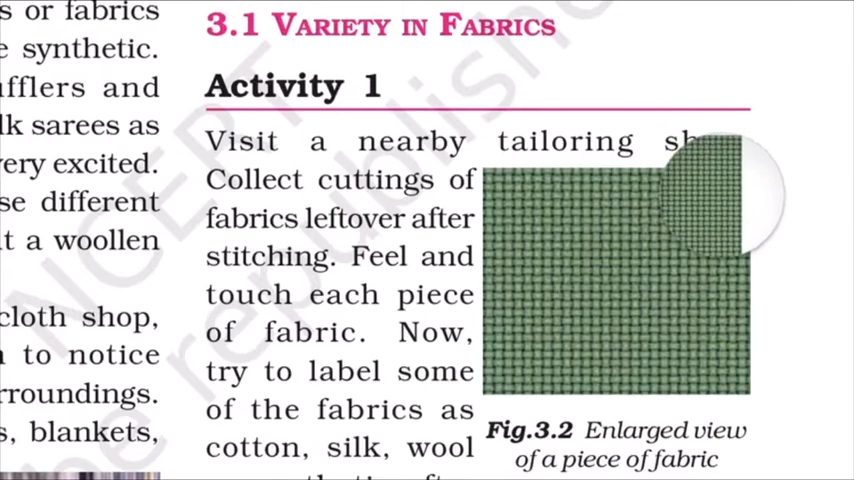 s or fabrics
synthetic.
fflers and
lk sarees as
very excited.
se different
t a woollen
cloth shop,
to notice
rroundings.
s, blankets,
3.1 VARIETY IN FABRICS
Activity 1
Visit a nearby tailoring
Collect cuttings of
fabrics leftover after
stitching. Feel and
touch each piece
of fabric. Now,
try to label some
of the fabrics as
cotton, silk, wool
Fig.3.2 Enlarged view
of a piece of fabric
NCERT
republishe